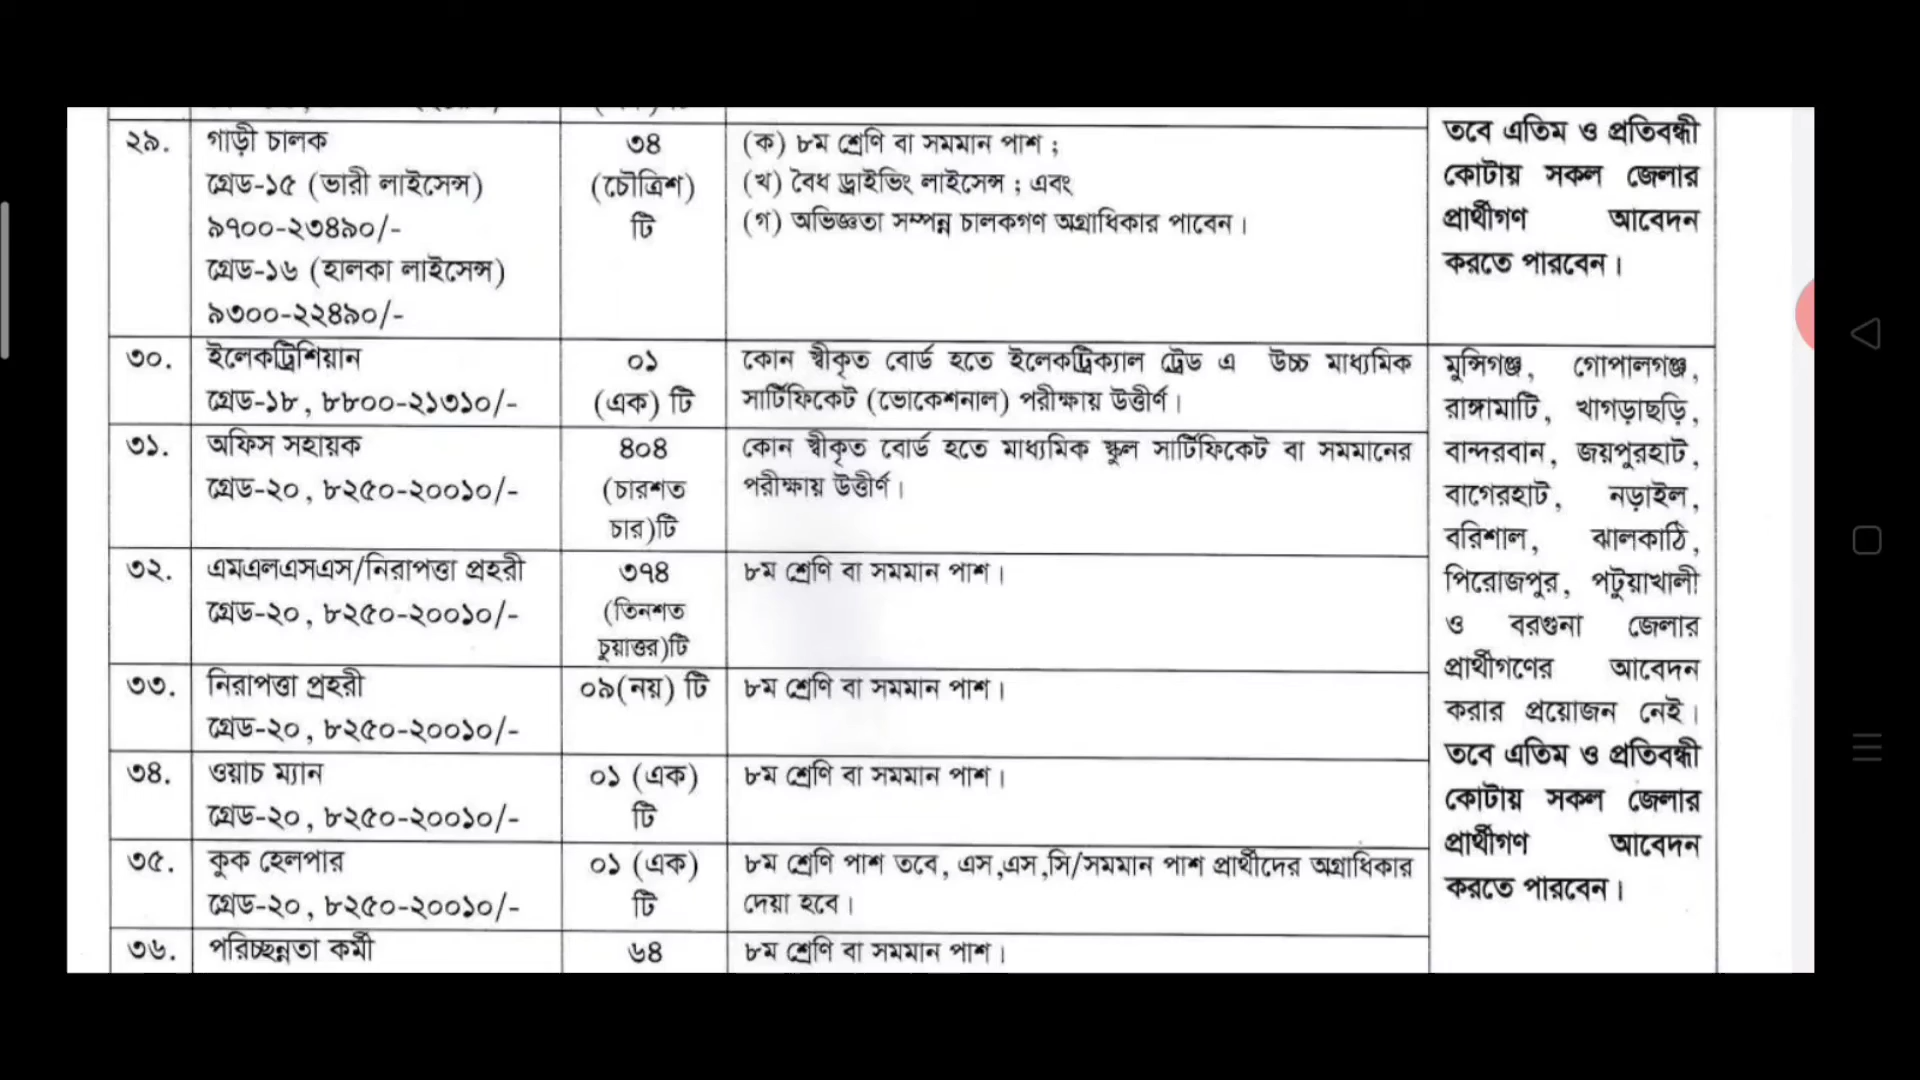 ২৯.
গাড়ী চালক
গ্রেড-১৫ (ভারী লাইসেন্স)
৯৭০০-২৩৪৯০/-
গ্রেড-১৬ (হালকা লাইসেন্স)
৯৩০০-২২৪৯০/-
৩৪
(চৌত্রিশ)
টি
(ক) ৮ম শ্রেণি বা সমমান পাশ ;
(খ) বৈধ ড্রাইভিং লাইসেন্স ; এবং
(গ) অভিজ্ঞতা সম্পন্ন চালকগণ অগ্রাধিকার পাবেন।
তবে এতিম ও প্রতিবন্ধী
কোটায় সকল জেলার
প্রার্থীগণ আবেদন
করতে পারবেন।
৩০.
ইলেকট্রিশিয়ান
গ্রেড-১৮, ৮৮০০-২১৩১০/-
০১
(এক) টি
কোন স্বীকৃত বোর্ড হতে ইলেকট্রিক্যাল ট্রেড এ উচ্চ মাধ্যমিক
সার্টিফিকেট (ভোকেশনাল) পরীক্ষায় উত্তীর্ণ।
৩১.
অফিস সহায়ক
গ্রেড-২০, ৮২৫০-২০০১০/-
৪০৪
(চারশত
চার)টি
কোন স্বীকৃত বোর্ড হতে মাধ্যমিক স্কুল সার্টিফিকেট বা সমমানের
পরীক্ষায় উত্তীর্ণ।
৩২.
এমএলএসএস/নিরাপত্তা প্রহরী
গ্রেড-২০, ৮২৫০-২০০১০/-
৩৭৪
(তিনশত
চুয়াত্তর)টি
৮ম শ্রেণি বা সমমান পাশ।
৩৩.
নিরাপত্তা প্রহরী
গ্রেড-২০, ৮২৫০-২০০১০/-
০৯(নয়) টি
৮ম শ্রেণি বা সমমান পাশ।
৩৪.
ওয়াচ ম্যান
গ্রেড-২০, ৮২৫০-২০০১০/-
০১ (এক)
টি
৮ম শ্রেণি বা সমমান পাশ।
৩৫.
কুক হেলপার
গ্রেড-২০, ৮২৫০-২০০১০/-
০১ (এক)
টি
৮ম শ্রেণি পাশ তবে, এস,এস,সি/সমমান পাশ প্রার্থীদের অগ্রাধিকার
দেয়া হবে।
৩৬.
পরিচ্ছন্নতা কর্মী
৬৪
৮ম শ্রেণি বা সমমান পাশ।
মুন্সিগঞ্জ, গোপালগঞ্জ,
রাঙ্গামাটি, খাগড়াছড়ি,
বান্দরবান, জয়পুরহাট,
বাগেরহাট, নড়াইল,
বরিশাল, ঝালকাঠি,
পিরোজপুর, পটুয়াখালী
ও বরগুনা জেলার
প্রার্থীগণের আবেদন
করার প্রয়োজন নেই।
তবে এতিম ও প্রতিবন্ধী
কোটায় সকল জেলার
প্রার্থীগণ আবেদন
করতে পারবেন।